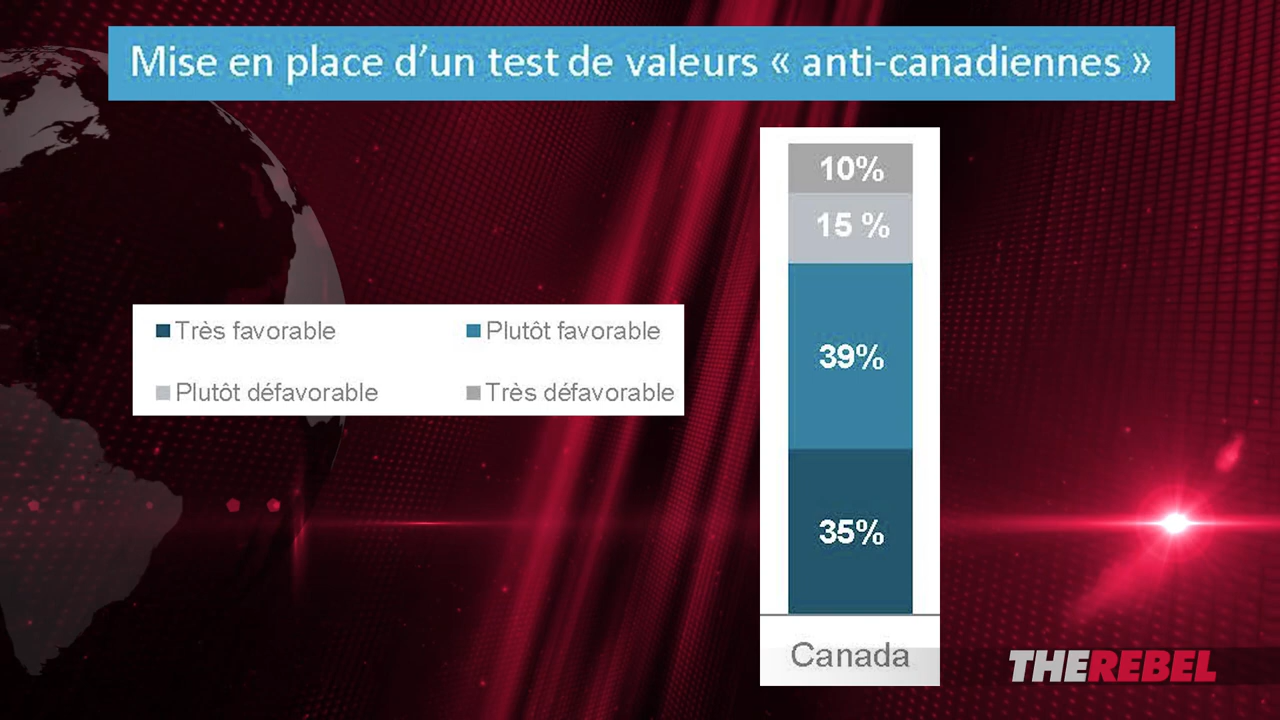 Mise en place d'un test de valeurs « anti-canadiennes »
10%
15 %
Très favorable
Plutôt favorable
39%
Plutôt défavorable
Très défavorable
35%
Canada
THEREBEL